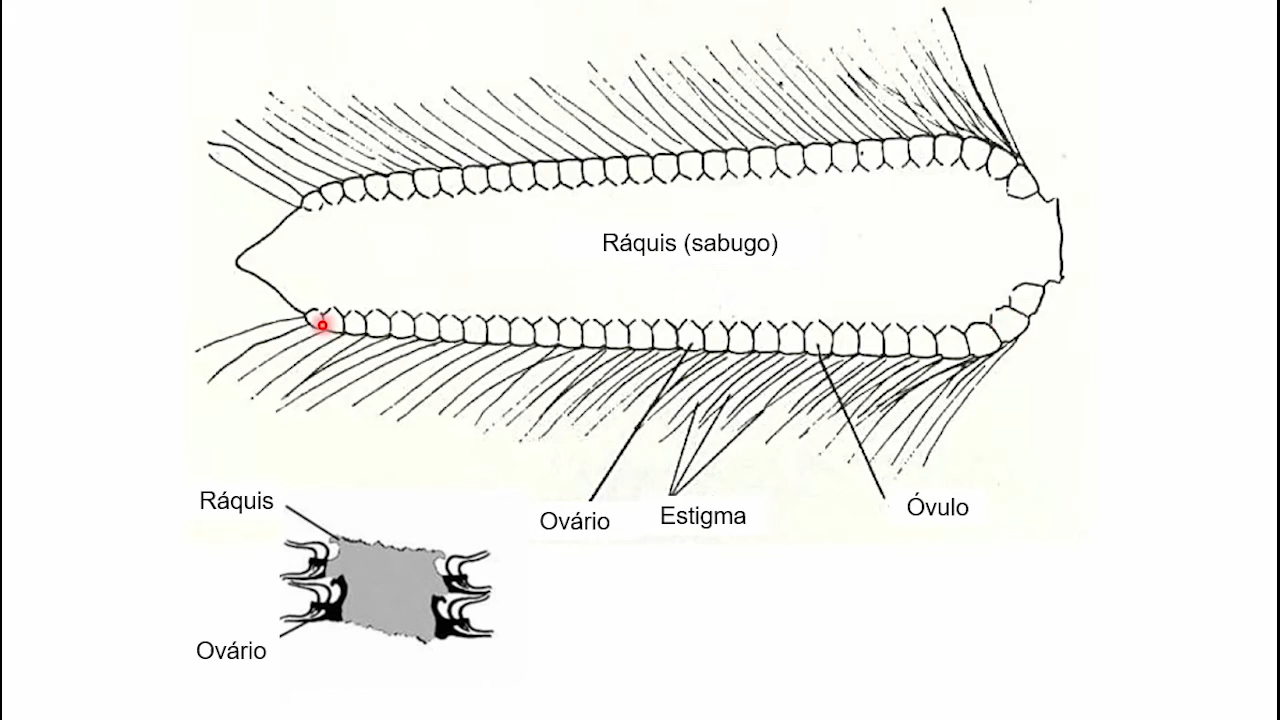 Ráquis (sabugo)
Ráquis
Ovário
Estigma
Óvulo
Ovário